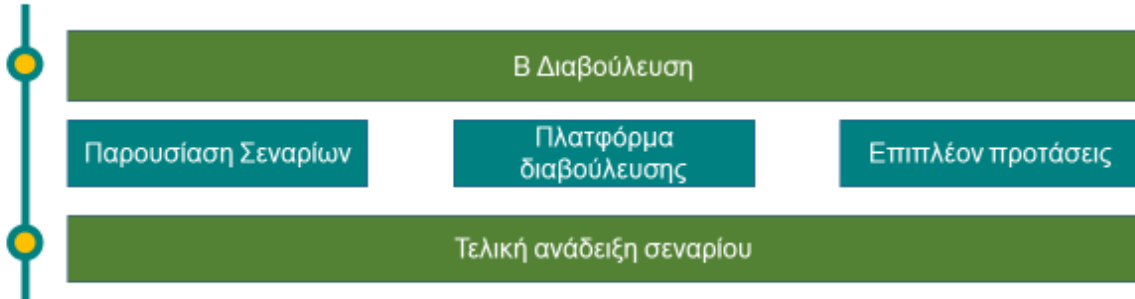 Β Διαβούλευση
Παρουσίαση Σεναρίων
Πλατφόρμα
διαβούλευσης
Επιπλέον προτάσεις
Τελική ανάδειξη σεναρίου